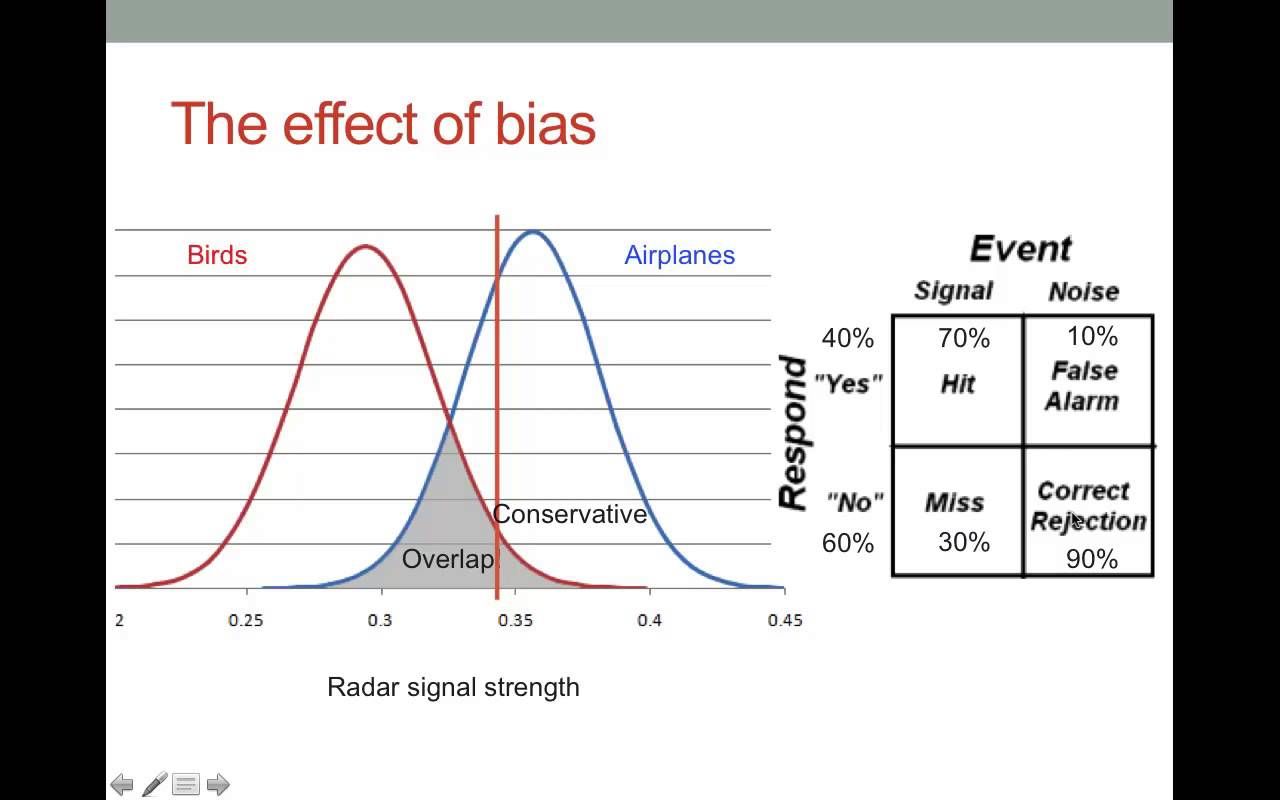 The effect of bias
Birds
Airplanes
Conservative
Overlap
2
0.25
0.3
0.35
0.4
0.45
Radar signal strength
Event
Signal
Noise
Respond
40%
70%
10%
"Yes"
Hit
False
Alarm
"No"
Miss
Correct
Rejection
60%
30%
90%